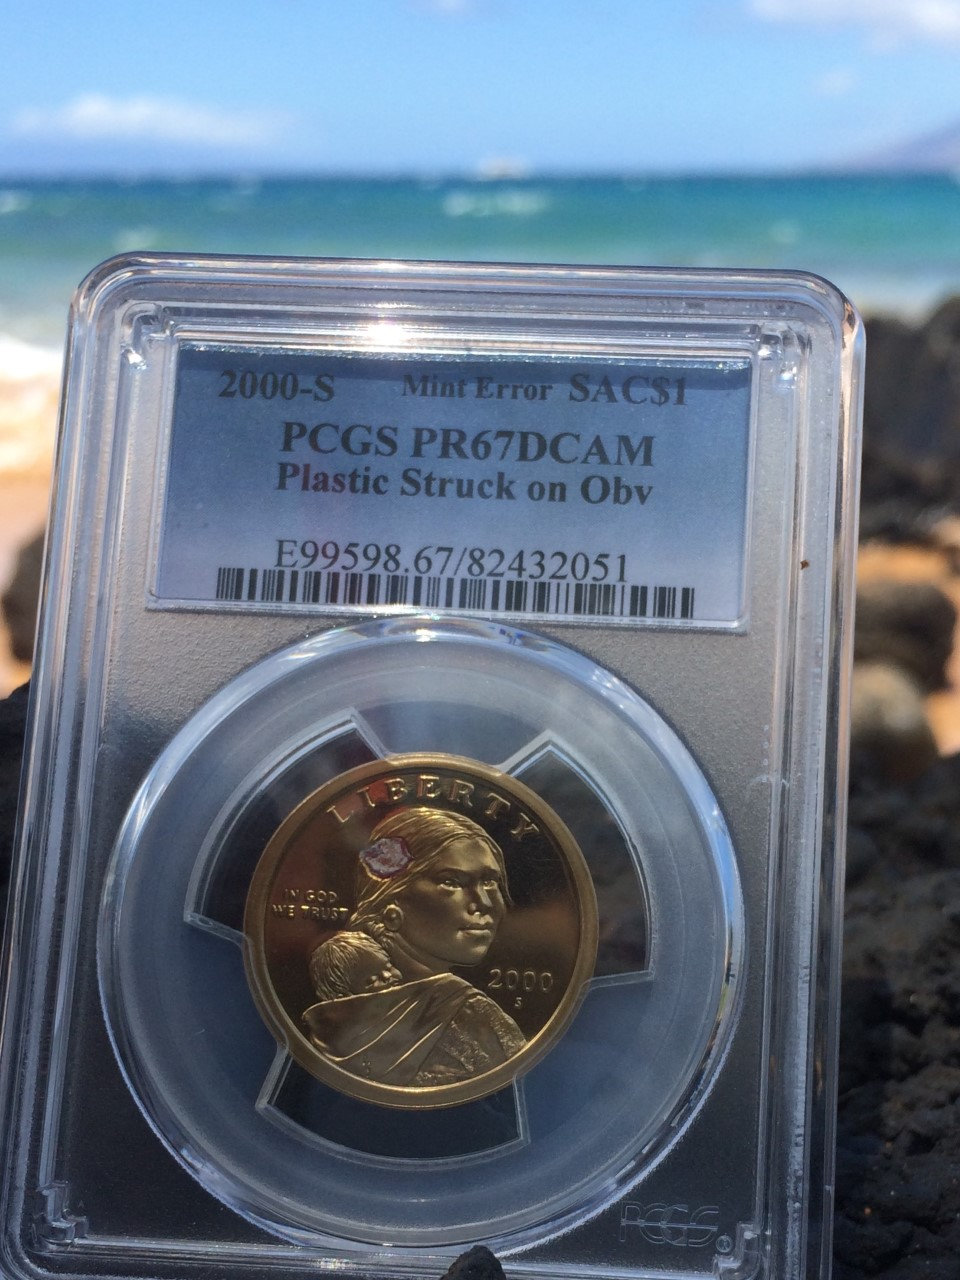 2000-S Mint Error SAC$1
PCGS PR67DCAM
Plastic Struck on Obv
E99598.67/82432051
LIBERTY
IN GOD
WE TRUST
2000
S
PCGS